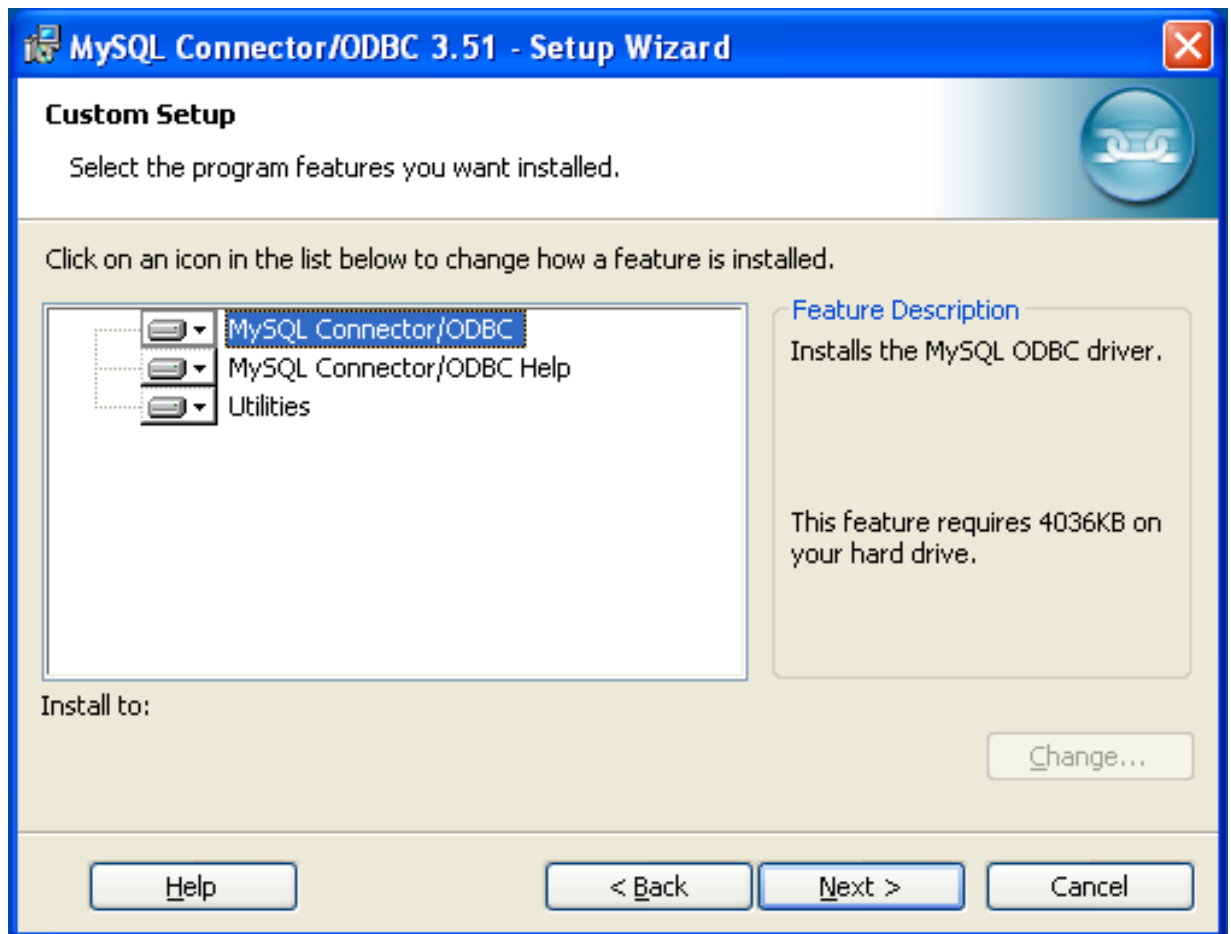 MySQL Connector/ODBC 3.51 - Setup Wizard
Custom Setup
Select the program features you want installed.
Click on an icon in the list below to change how a feature is installed.
MySQL Connector/ODBC
MySQL Connector/ODBC Help
Utilities
Feature Description
Installs the MySQL ODBC driver.
This feature requires 4036KB on
your hard drive.
Install to:
Change...
Help
< Back
Next >
Cancel